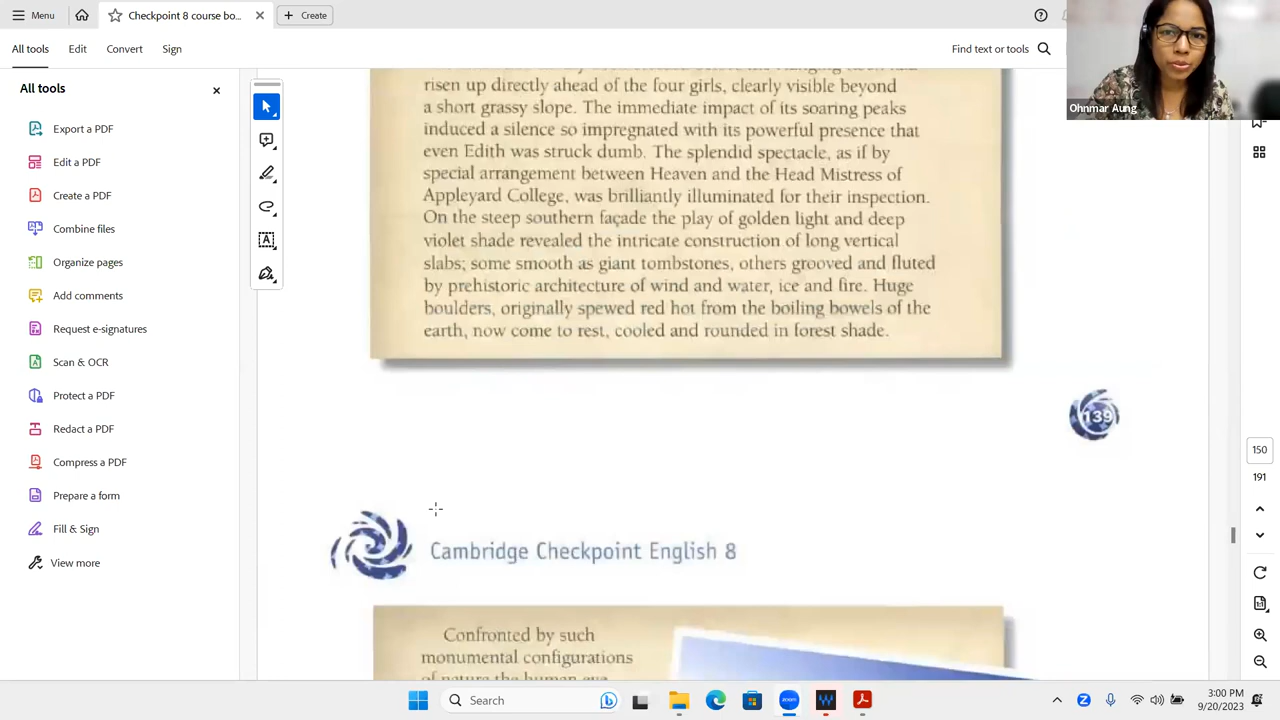 Menu
Checkpoint 8 course bo...
Create
All tools
Edit
Convert
Sign
Find text or tools
Ohnmar Aung
All tools
Export a PDF
Edit a PDF
Create a PDF
Combine files
Organize pages
Add comments
Request e-signatures
Scan & OCR
Protect a PDF
Redact a PDF
Compress a PDF
Prepare a form
Fill & Sign
View more
risen up directly ahead of the four girls, clearly visible beyond
a short grassy slope. The immediate impact of its soaring peaks
induced a silence so impregnated with its powerful presence that
even Edith was struck dumb. The splendid spectacle, as if by
special arrangement between Heaven and the Head Mistress of
Appleyard College, was brilliantly illuminated for their inspection.
On the steep southern façade the play of golden light and deep
violet shade revealed the intricate construction of long vertical
slabs; some smooth as giant tombstones, others grooved and fluted
by prehistoric architecture of wind and water, ice and fire. Huge
boulders, originally spewed red hot from the boiling bowels of the
earth, now come to rest, cooled and rounded in forest shade.
139
Cambridge Checkpoint English 8
Confronted by such
monumental configurations
of nature the human eye
150
191
Search
3:00 PM
9/20/2023